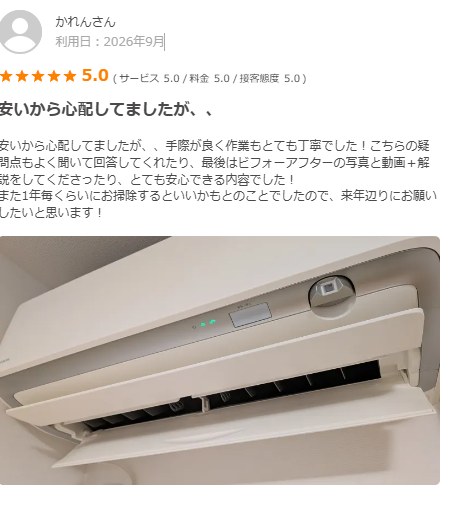 かれんさん
利用日：2026年9月
★★★★★ 5.0 ( サービス 5.0 / 料金 5.0 / 接客態度 5.0 )
安いから心配してましたが、、
安いから心配してましたが、、手際が良く作業もとても丁寧でした！こちらの疑
問点もよく聞いて回答してくれたり、最後はビフォーアフターの写真と動画＋解
説をしてくださったり、とても安心できる内容でした！
また1年毎くらいにお掃除するといいかもとのことでしたので、来年辺りにお願い
したいと思います！